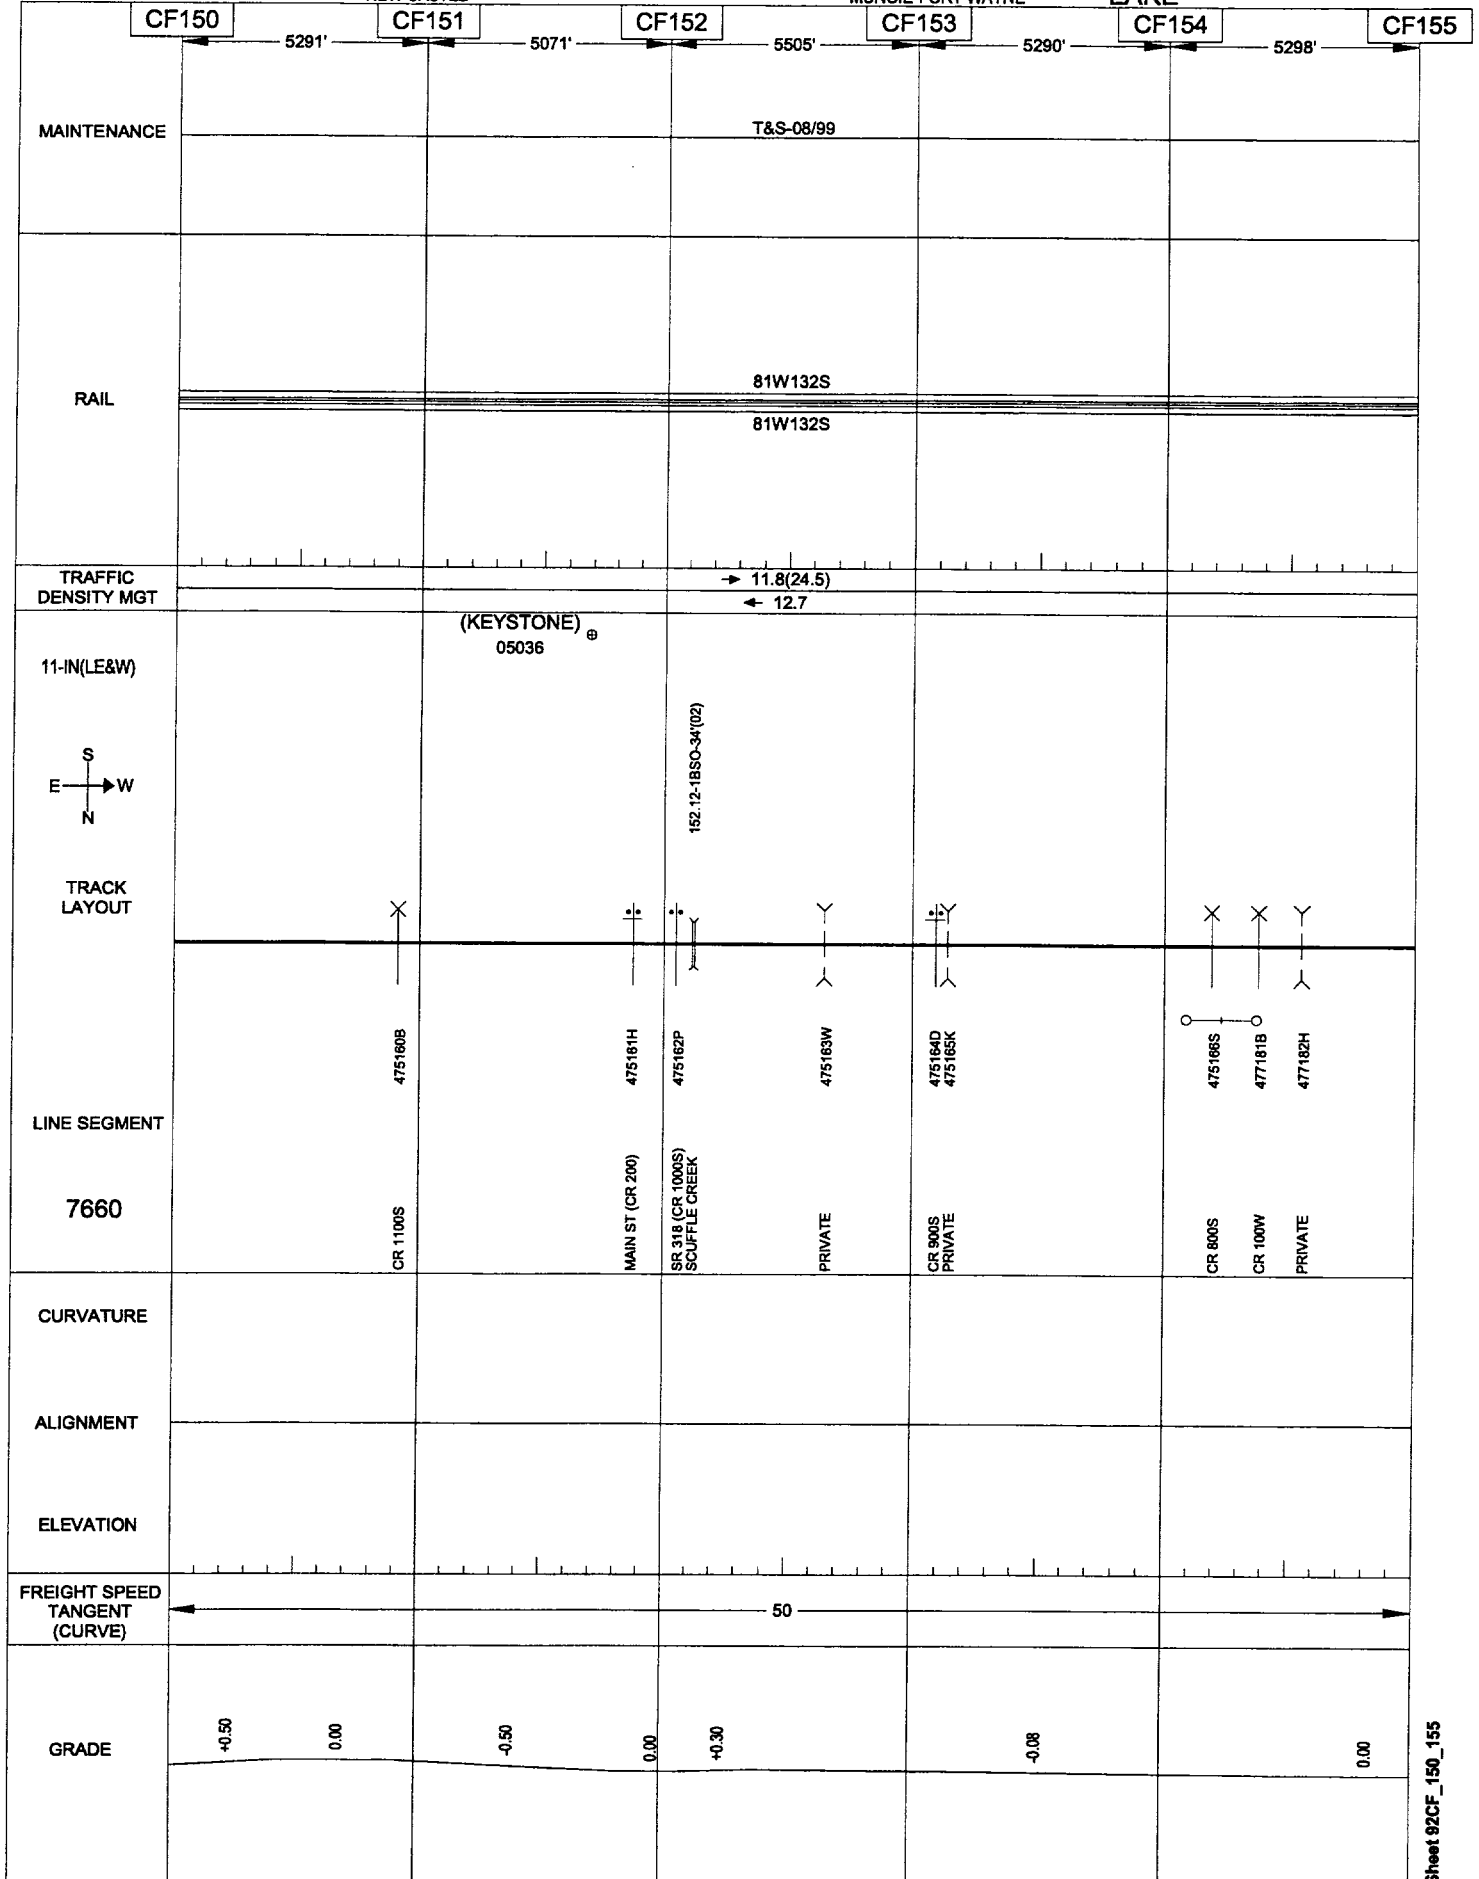 LAKE
CF150 CF151 CF152 CF153 CF154 CF155
5291' 5071' 5505' 5290' 5298'
MAINTENANCE
T&S-08/99
RAIL
81W132S
81W132S
TRAFFIC
DENSITY MGT
→ 11.8(24.5)
← 12.7
(KEYSTONE)
05036
11-IN(LE&W)
S
E W
N
152.12-1BSO-34'(02)
TRACK
LAYOUT
475160B
475161H
475162P
475163W
475164D
475165K
475166S
477181B
477182H
LINE SEGMENT
7660
CR 1100S
MAIN ST (CR 200)
SR 318 (CR 1000S)
SCUFFLE CREEK
PRIVATE
CR 900S
PRIVATE
CR 800S
CR 100W
PRIVATE
CURVATURE
ALIGNMENT
ELEVATION
FREIGHT SPEED
TANGENT
(CURVE)
50
GRADE
+0.50
0.00
-0.50
0.00
+0.30
-0.08
0.00
Sheet 92CF_150_155